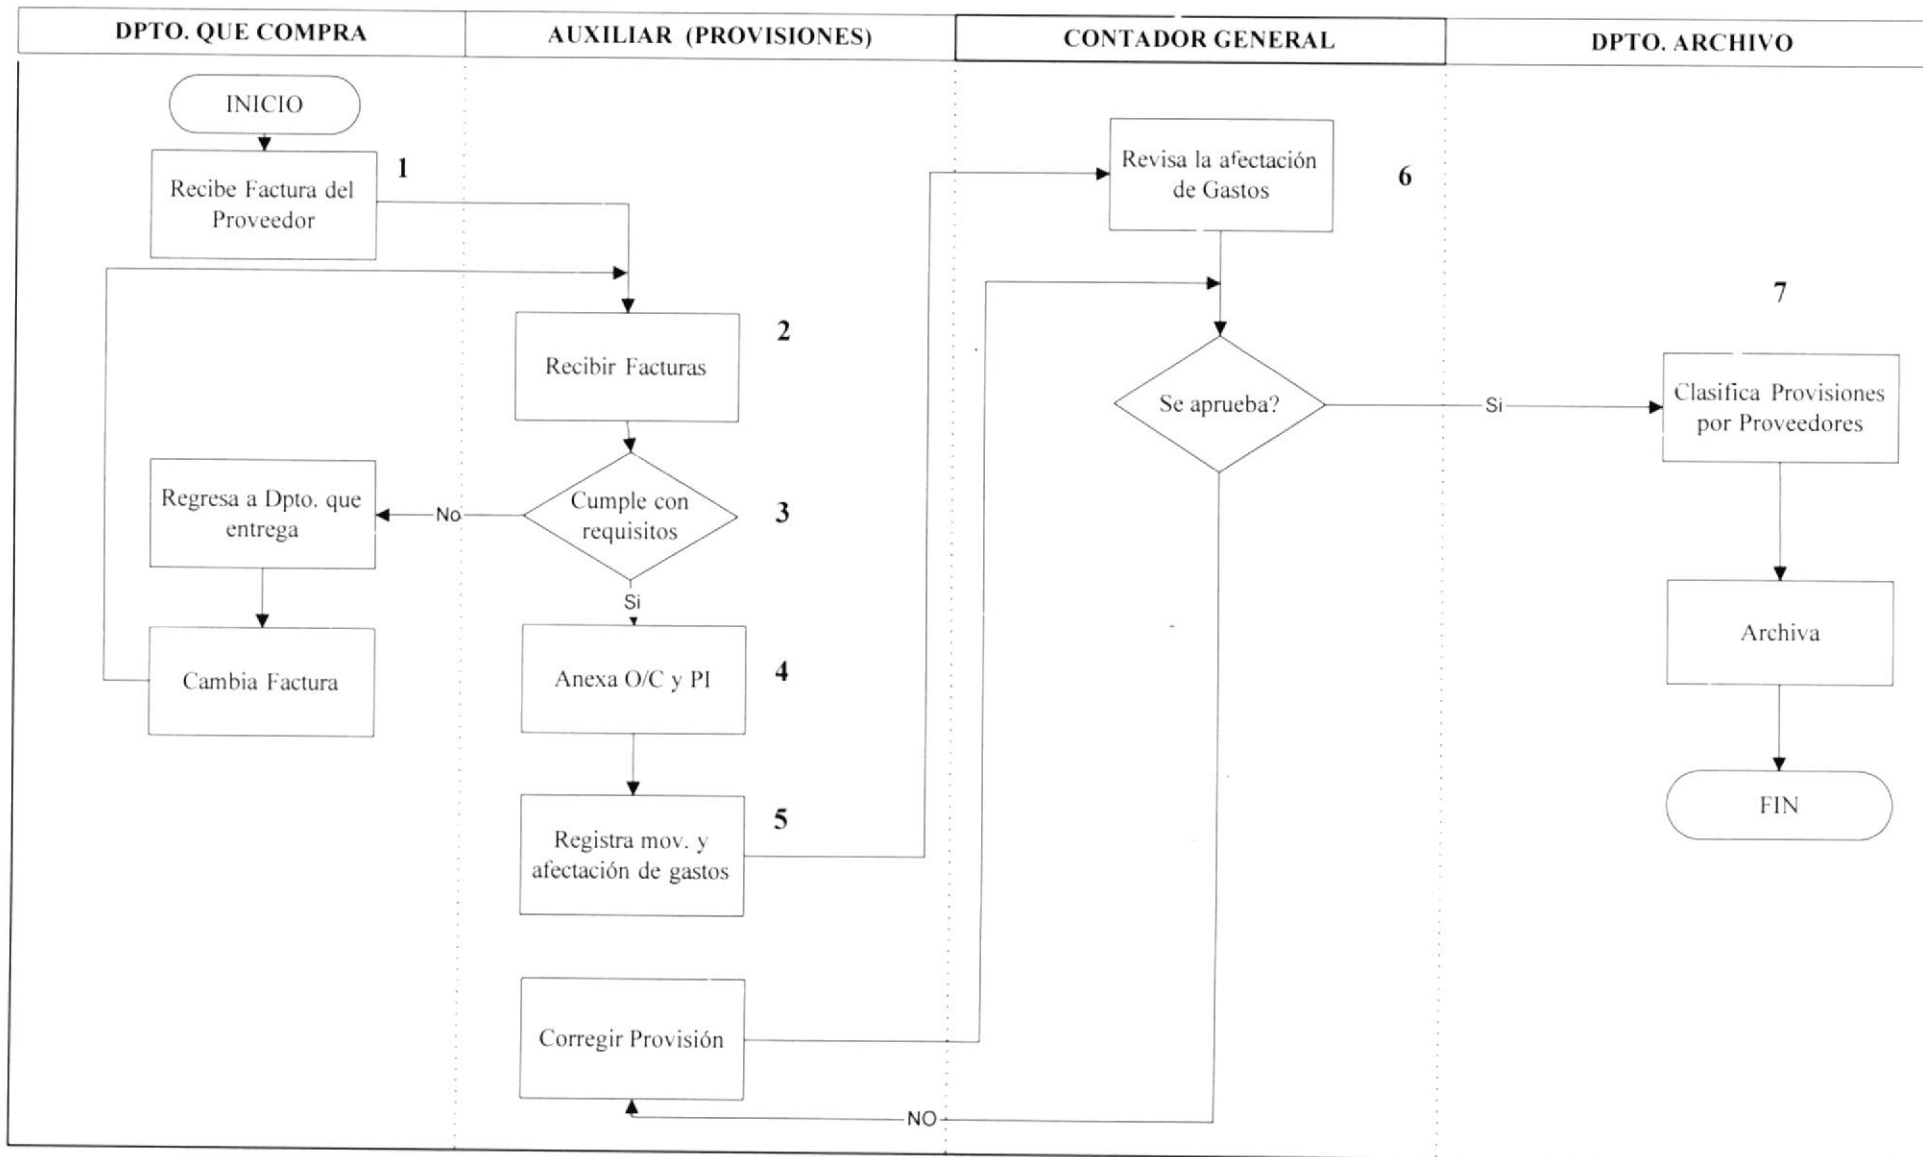 DPTO. QUE COMPRA
AUXILIAR (PROVISIONES)
CONTADOR GENERAL
DPTO. ARCHIVO
INICIO
Recibe Factura del
Proveedor
1
Recibir Facturas
2
Cumple con
requisitos
3
No
Regresa a Dpto. que
entrega
Cambia Factura
Si
Anexa O/C y PI
4
Registra mov. y
afectación de gastos
5
Corregir Provisión
Revisa la afectación
de Gastos
6
Se aprueba?
Si
NO
7
Clasifica Provisiones
por Proveedores
Archiva
FIN